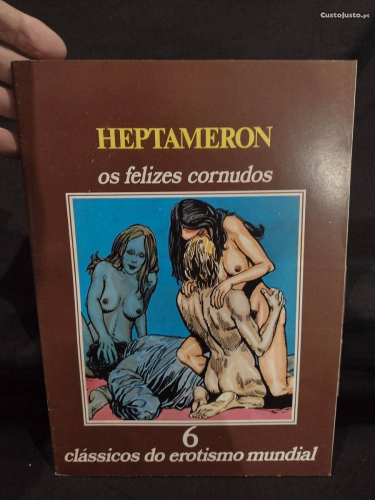 CustoJusto.pt
HEPTAMERON
os felizes cornudos
6
clássicos do erotismo mundial